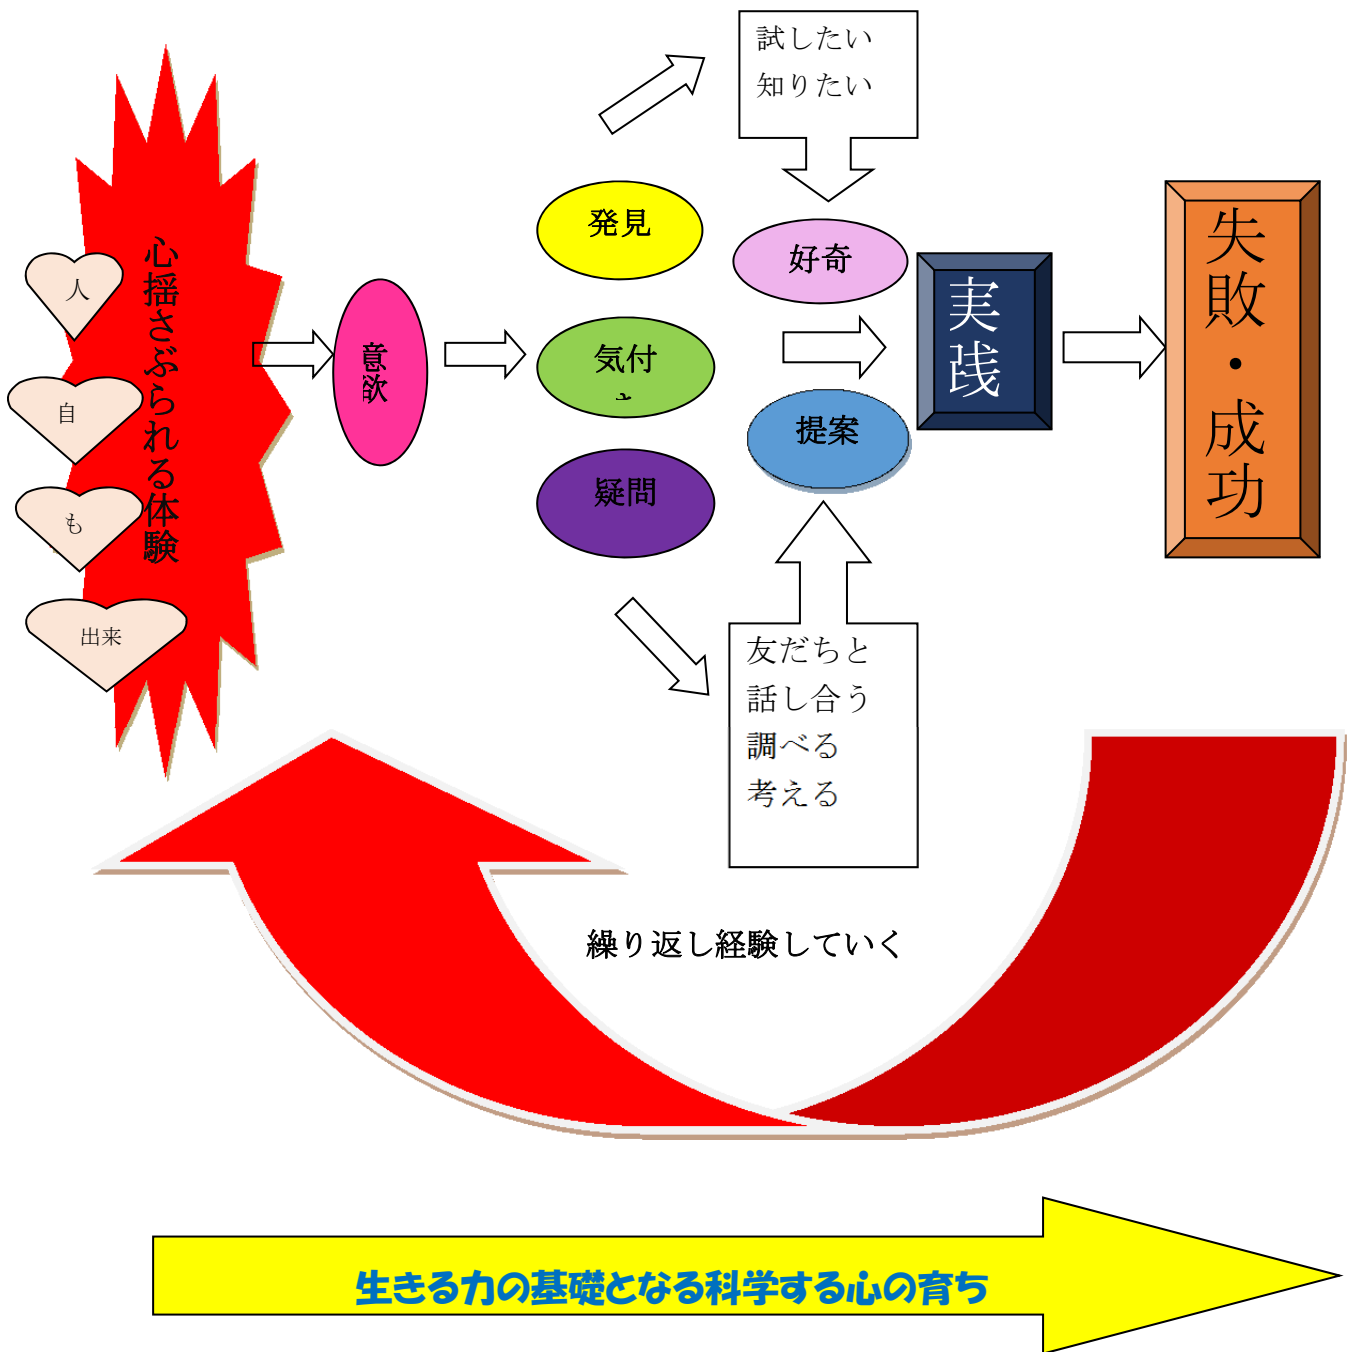 試したい
知りたい
発見
好奇
心揺さぶられる体験
人
自
も
出来
意欲
気付
疑問
提案
実践
失敗・成功
友だちと
話し合う
調べる
考える
繰り返し経験していく
生きる力の基礎となる科学する心の育ち